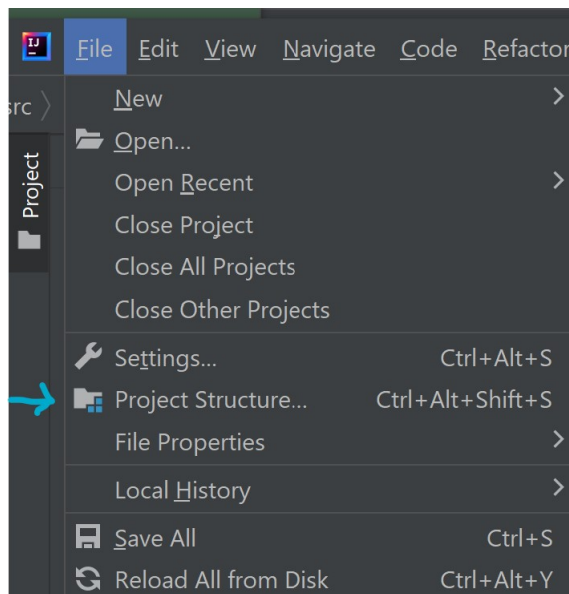 IJ
File Edit View Navigate Code Refactor
src
Project
New
Open...
Open Recent
Close Project
Close All Projects
Close Other Projects
Settings... Ctrl+Alt+S
Project Structure... Ctrl+Alt+Shift+S
File Properties
Local History
Save All Ctrl+S
Reload All from Disk Ctrl+Alt+Y